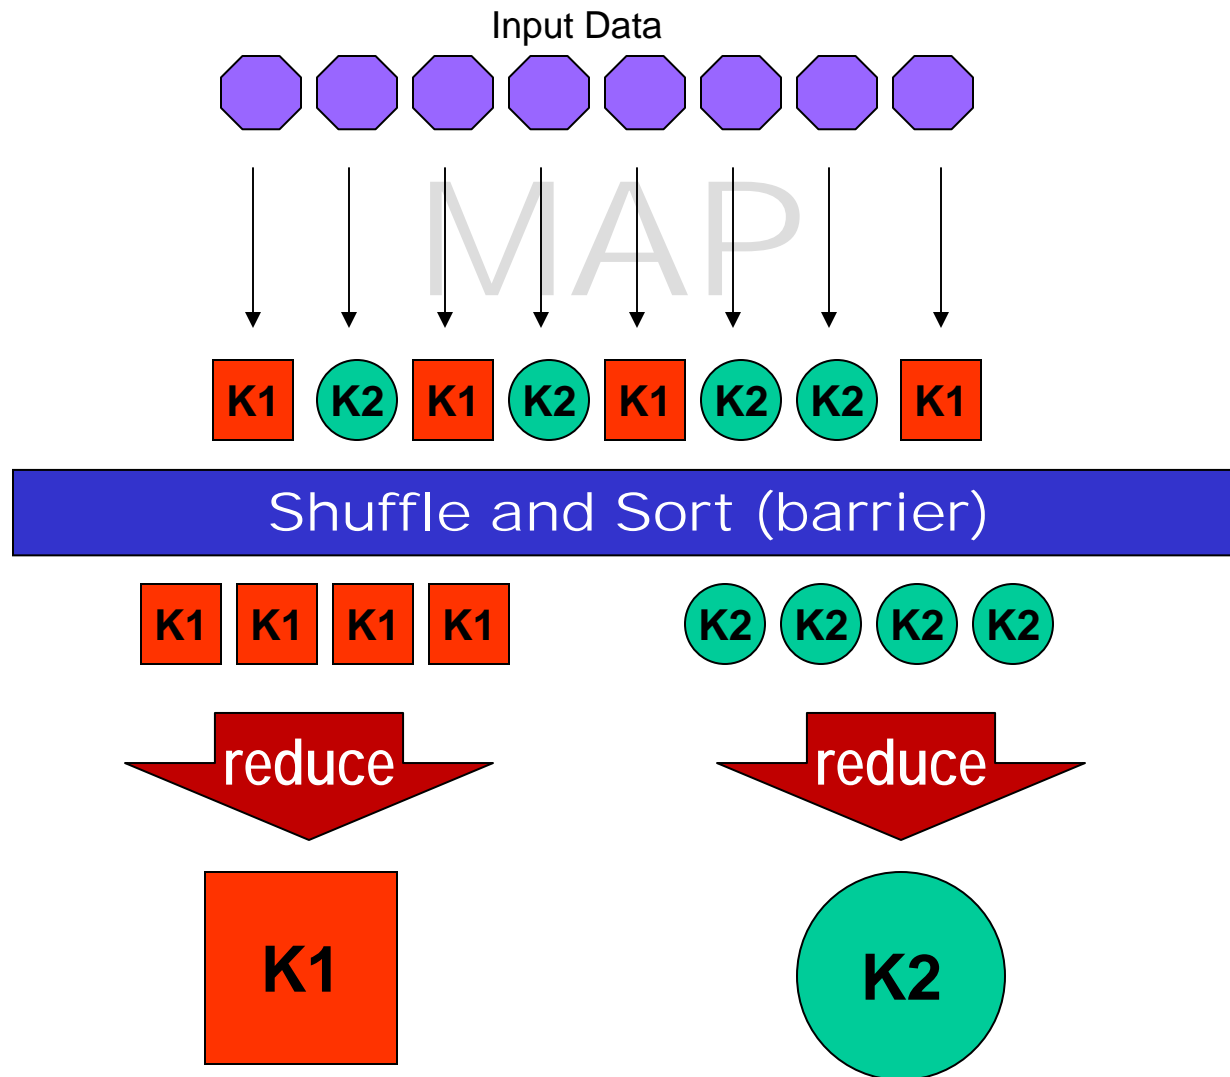 Input Data
MAP
K1 K2 K1 K2 K1 K2 K2 K1
Shuffle and Sort (barrier)
K1 K1 K1 K1 K2 K2 K2 K2
reduce reduce
K1 K2